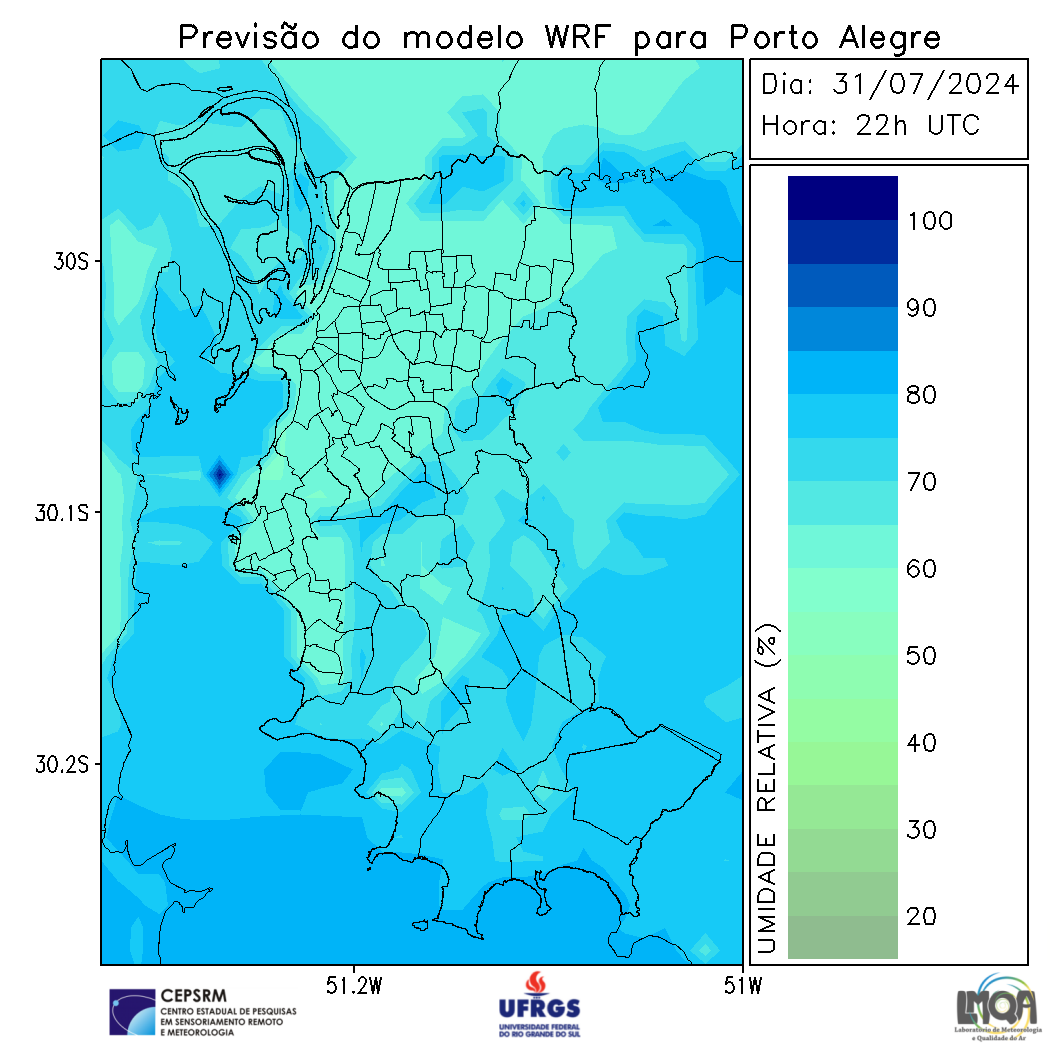 Previsão do modelo WRF para Porto Alegre
Dia: 31/07/2024
Hora: 22h UTC
30S
30.1S
30.2S
51.2W
51W
UMIDADE RELATIVA (%)
100
90
80
70
60
50
40
30
20
CEPSRM
CENTRO ESTADUAL DE PESQUISAS
EM SENSORIAMENTO REMOTO
E METEOROLOGIA
UFRGS
UNIVERSIDADE FEDERAL
DO RIO GRANDE DO SUL
LMQA
Laboratório de Meteorologia
e Qualidade do Ar